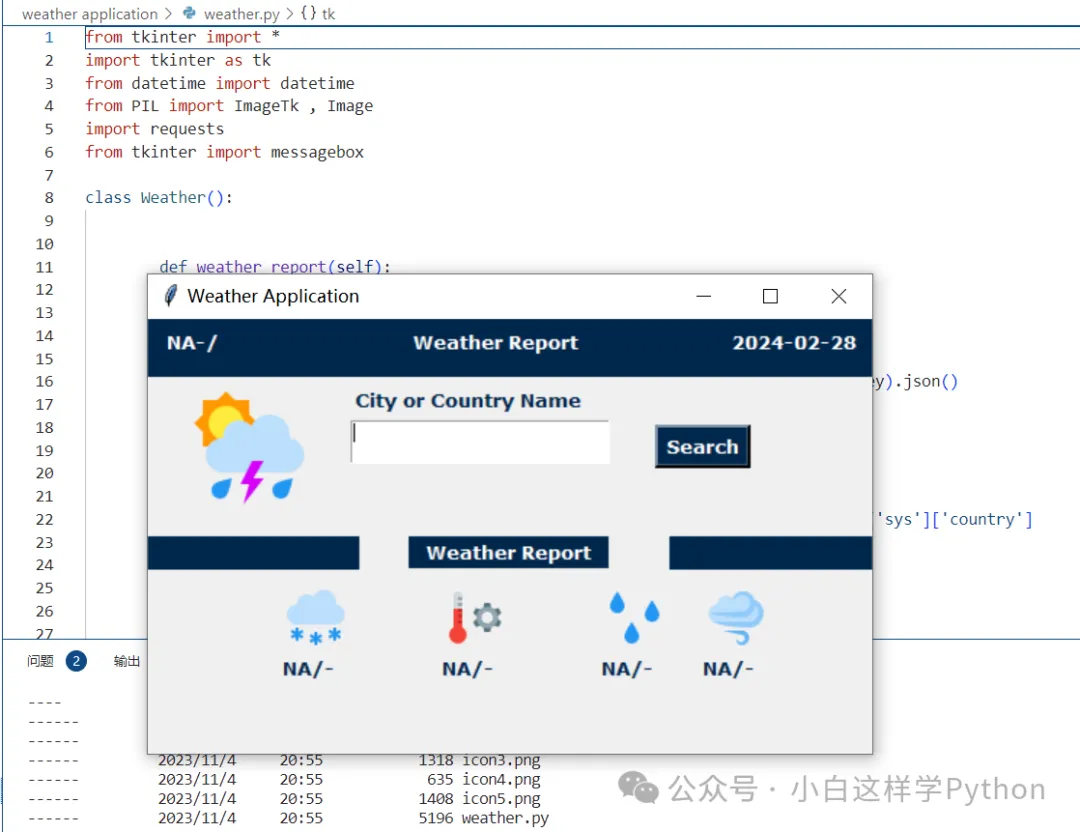 weather application > weather.py > {} tk
1 from tkinter import *
2 import tkinter as tk
3 from datetime import datetime
4 from PIL import ImageTk , Image
5 import requests
6 from tkinter import messagebox
7
8 class Weather():
9
10
11 def weather_report(self):
12
13
14
15
16 ey).json()
17
18
19
20
21
22 'sys']['country']
23
24
25
26
27
Weather Application
NA-/ Weather Report 2024-02-28
City or Country Name
Search
Weather Report
NA/- NA/- NA/- NA/-
问题 2 输出
----
------
------
------ 2023/11/4 20:55 1318 icon3.png
------ 2023/11/4 20:55 635 icon4.png
------ 2023/11/4 20:55 1408 icon5.png
------ 2023/11/4 20:55 5196 weather.py
公众号 · 小白这样学Python